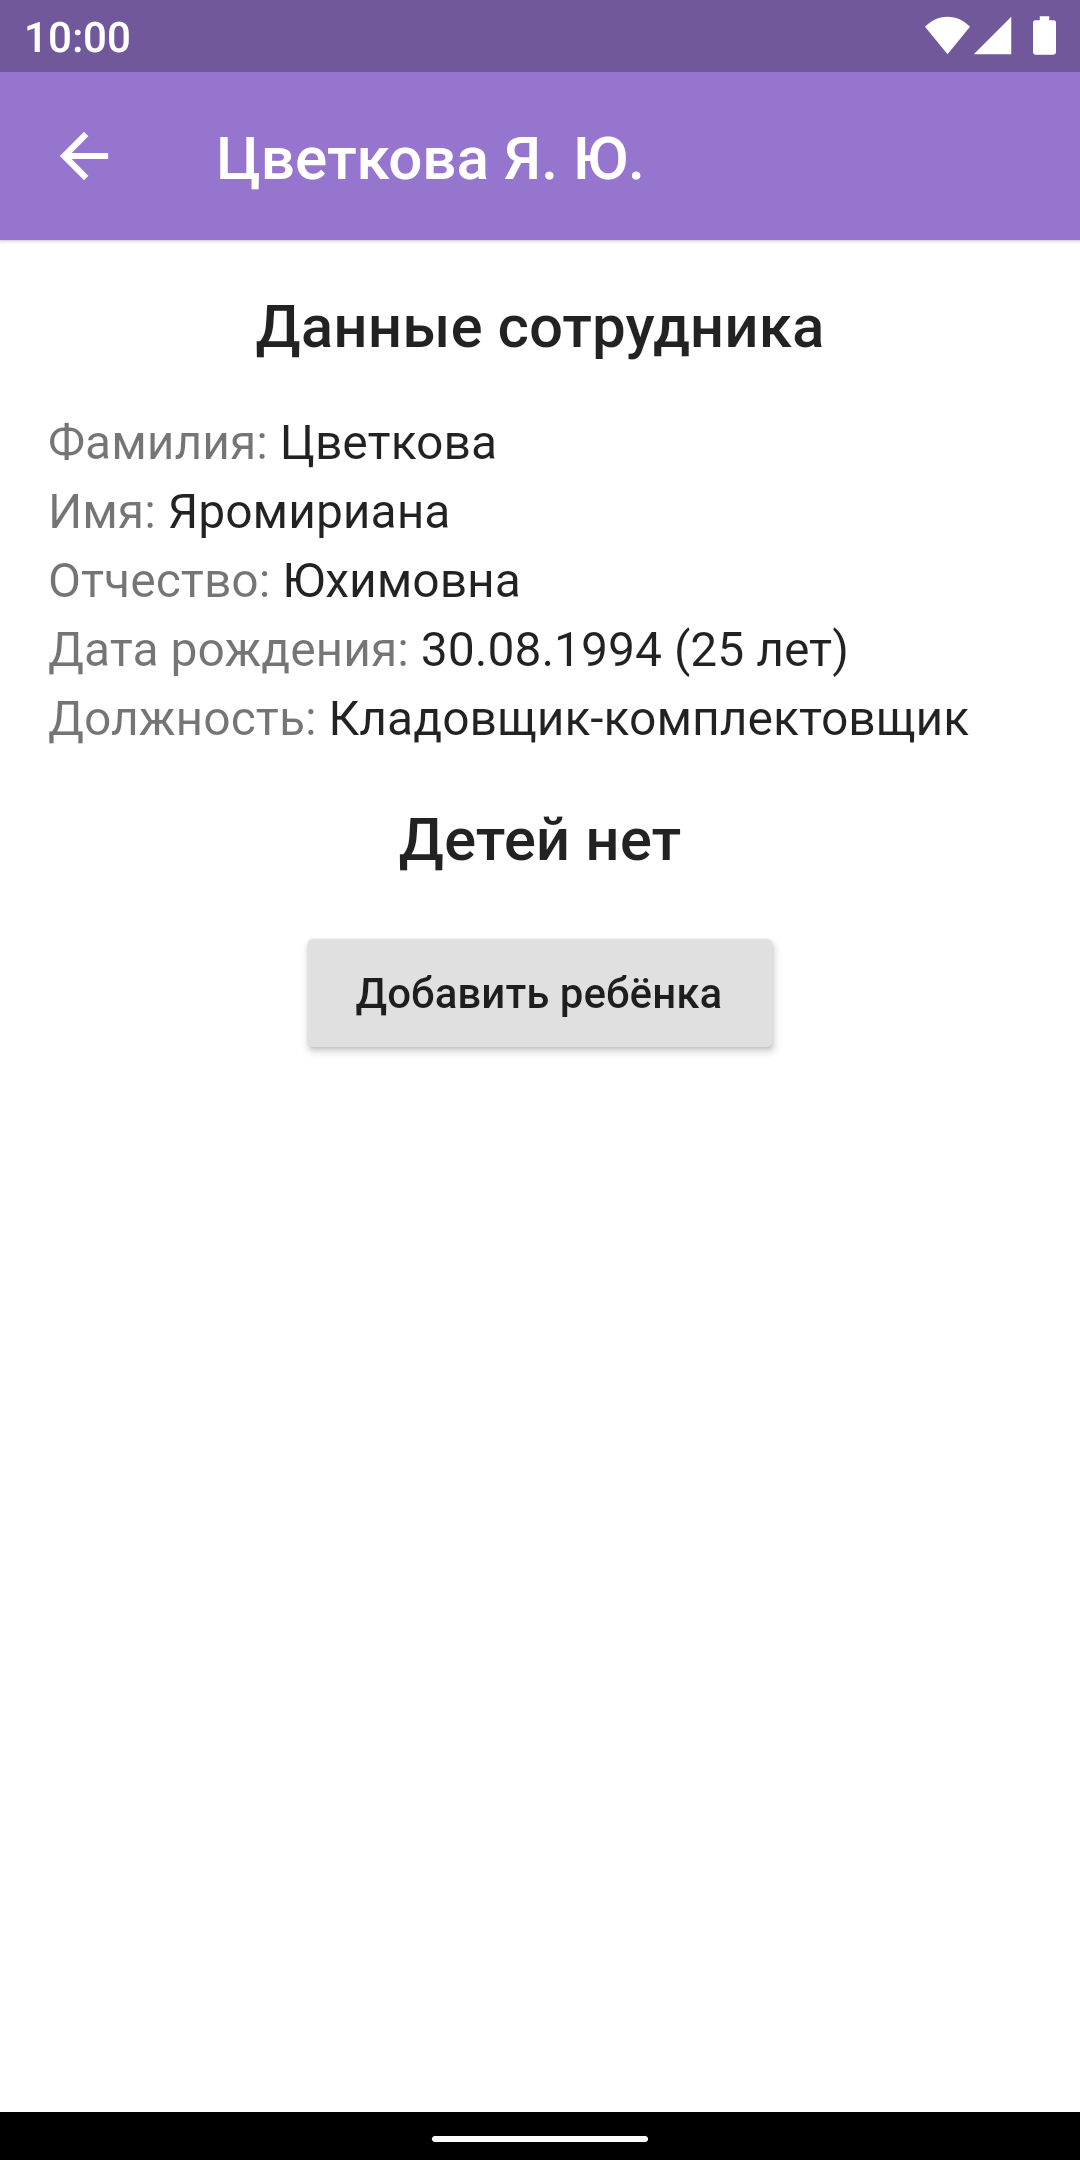 10:00
Цветкова Я. Ю.
Данные сотрудника
Фамилия: Цветкова
Имя: Яромириана
Отчество: Юхимовна
Дата рождения: 30.08.1994 (25 лет)
Должность: Кладовщик-комплектовщик
Детей нет
Добавить ребёнка